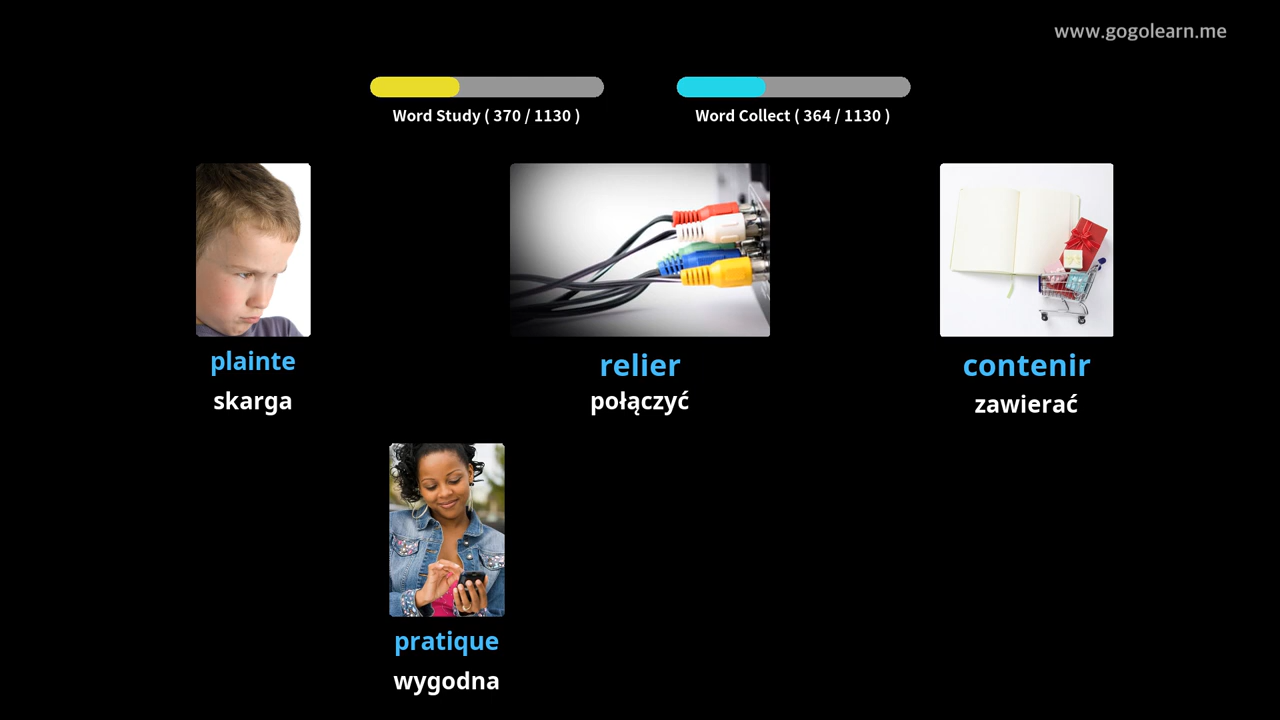 www.gogolearn.me
Word Study ( 370 / 1130 )
Word Collect ( 364 / 1130 )
plainte
skarga
relier
połączyć
contenir
zawierać
pratique
wygodna